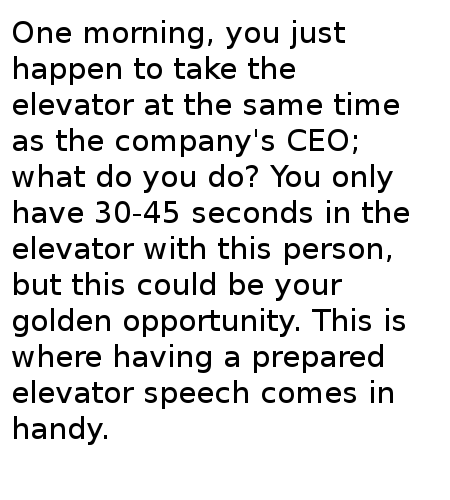 One morning, you just
happen to take the
elevator at the same time
as the company's CEO;
what do you do? You only
have 30-45 seconds in the
elevator with this person,
but this could be your
golden opportunity. This is
where having a prepared
elevator speech comes in
handy.